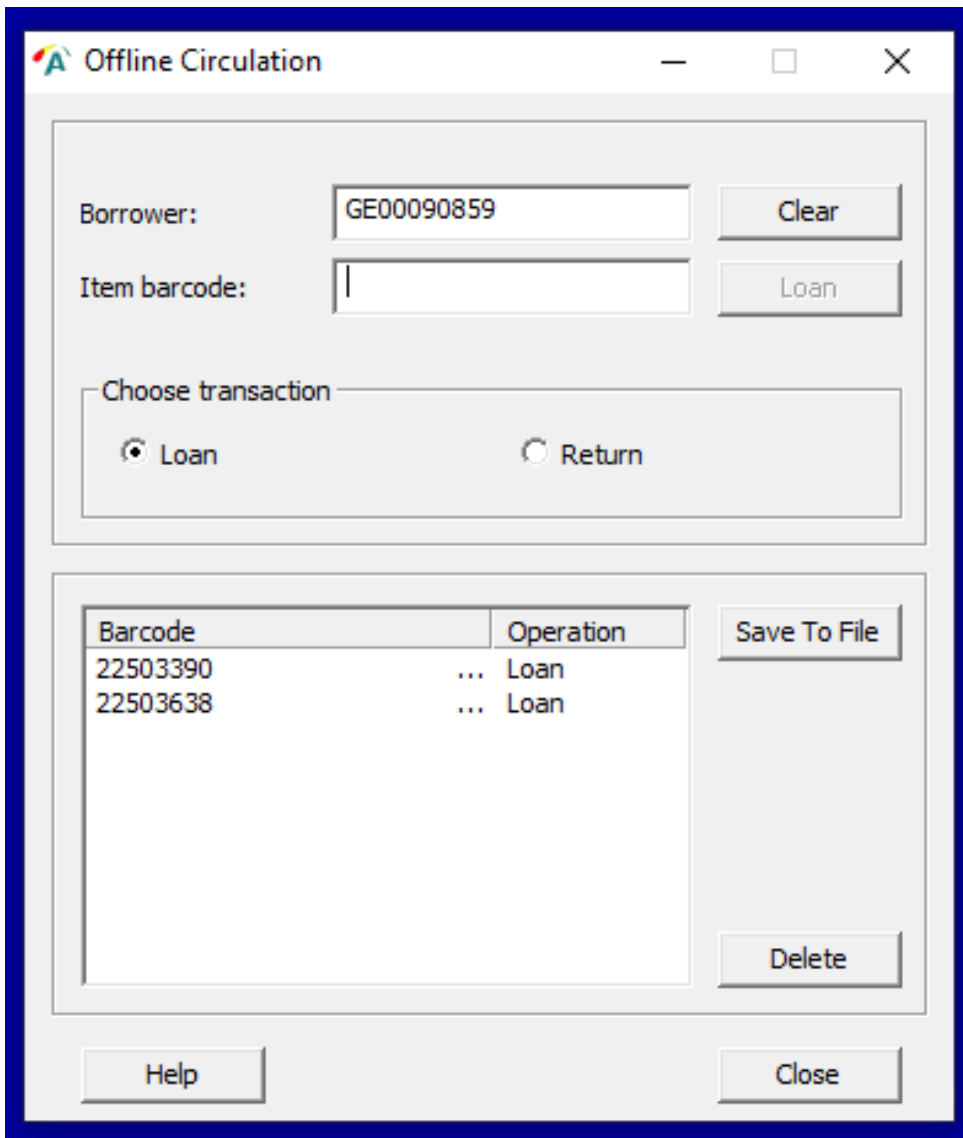 Offline Circulation
Borrower: GE00090859 Clear
Item barcode: Loan
Choose transaction
Loan Return
Barcode Operation Save To File
22503390 ... Loan
22503638 ... Loan
Delete
Help Close